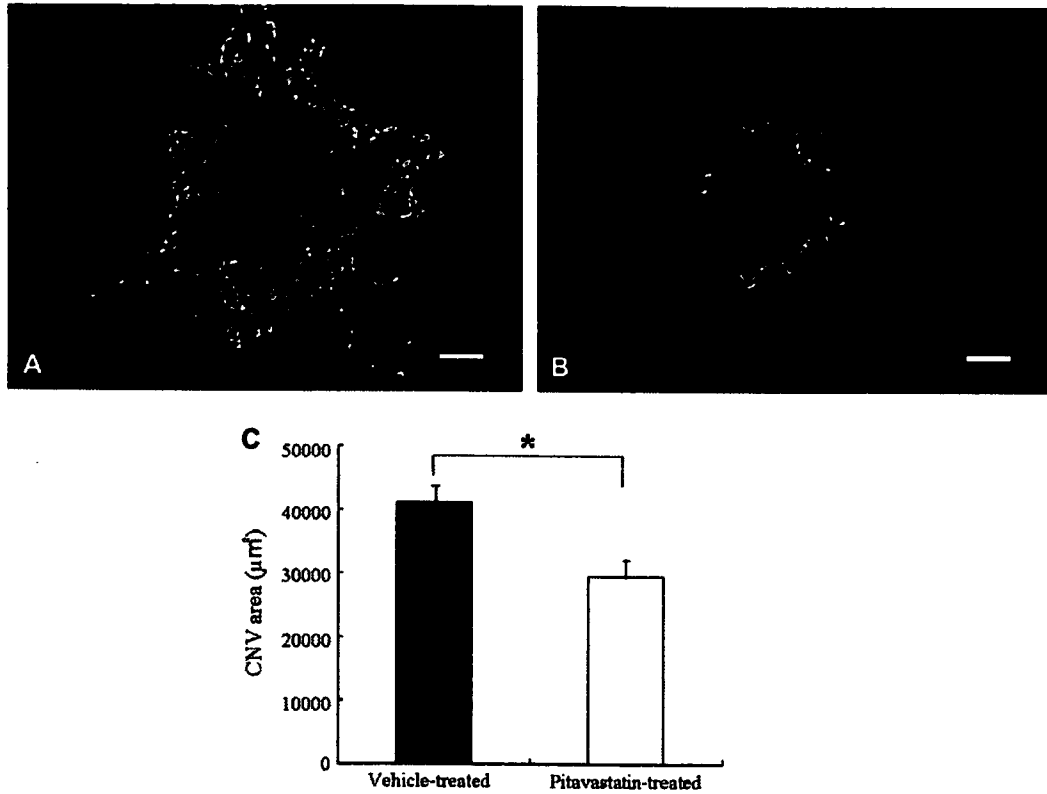 A
B
C
*
50000
40000
30000
20000
10000
0
CNV area (μm²)
Vehicle-treated
Pitavastatin-treated